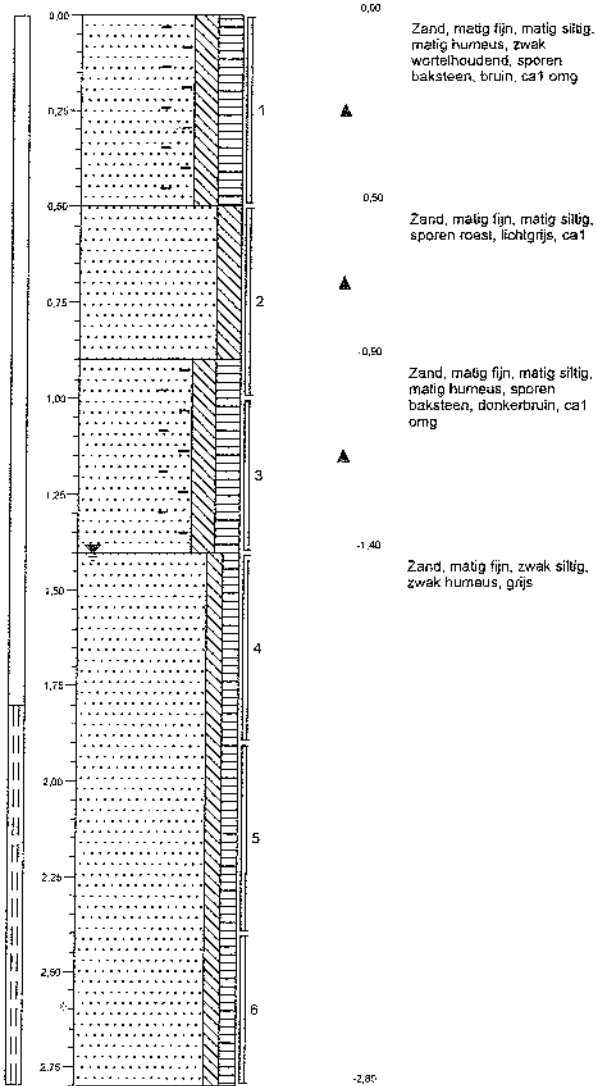 0,00
0,25
0,50
0,75
1,00
1,25
1,50
1,75
2,00
2,25
2,50
2,75
1
2
3
4
5
6
0,00
Zand, matig fijn, matig siltig,
matig humeus, zwak
wortelhoudend, sporen
baksteen, bruin, ca1 omg
0,50
Zand, matig fijn, matig siltig,
sporen roest, lichtgrijs, ca1
-0,90
Zand, matig fijn, matig siltig,
matig humeus, sporen
baksteen, donkerbruin, ca1
omg
-1,40
Zand, matig fijn, zwak siltig,
zwak humeus, grijs
-2,80